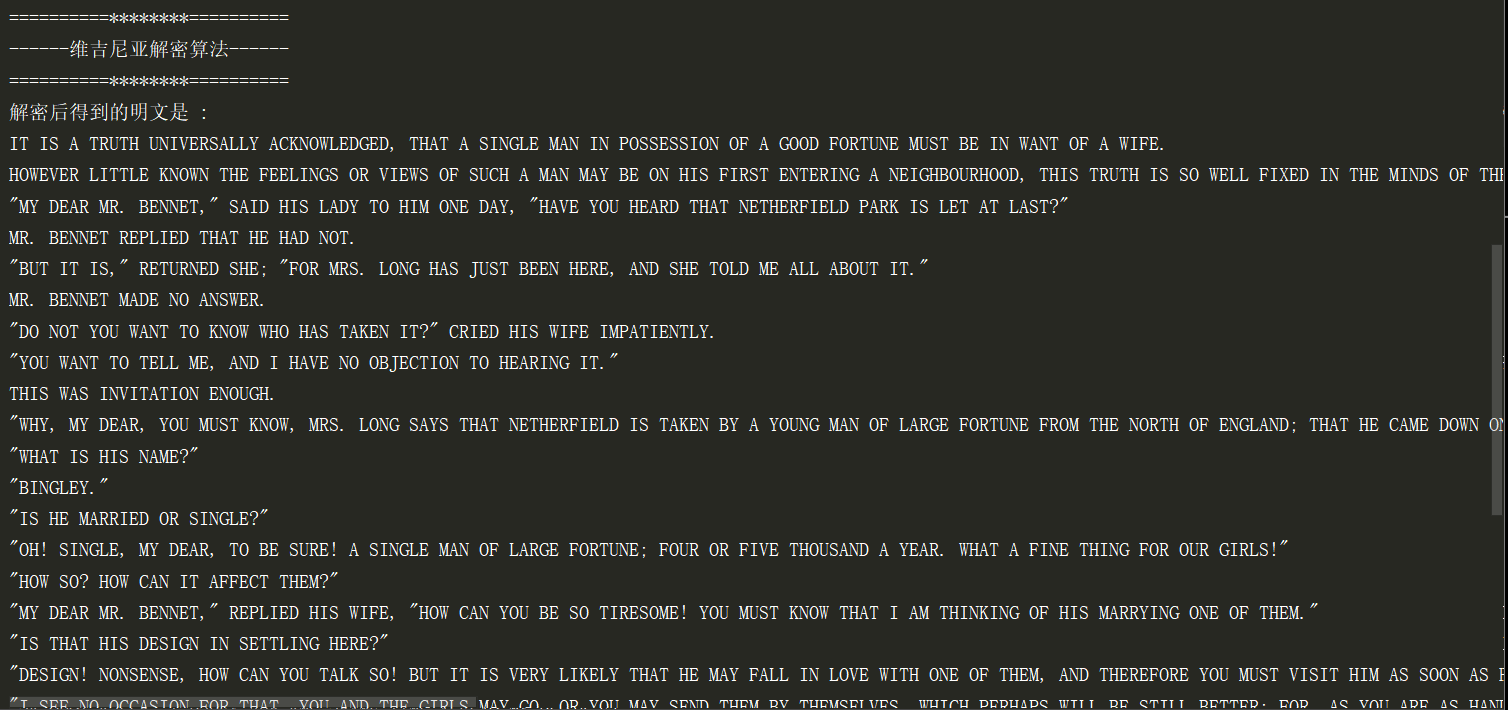 ==========********==========
------维吉尼亚解密算法------
==========********==========
解密后得到的明文是 :
IT IS A TRUTH UNIVERSALLY ACKNOWLEDGED, THAT A SINGLE MAN IN POSSESSION OF A GOOD FORTUNE MUST BE IN WANT OF A WIFE.
HOWEVER LITTLE KNOWN THE FEELINGS OR VIEWS OF SUCH A MAN MAY BE ON HIS FIRST ENTERING A NEIGHBOURHOOD, THIS TRUTH IS SO WELL FIXED IN THE MINDS OF
"MY DEAR MR. BENNET," SAID HIS LADY TO HIM ONE DAY, "HAVE YOU HEARD THAT NETHERFIELD PARK IS LET AT LAST?"
MR. BENNET REPLIED THAT HE HAD NOT.
"BUT IT IS," RETURNED SHE; "FOR MRS. LONG HAS JUST BEEN HERE, AND SHE TOLD ME ALL ABOUT IT."
MR. BENNET MADE NO ANSWER.
"DO NOT YOU WANT TO KNOW WHO HAS TAKEN IT?" CRIED HIS WIFE IMPATIENTLY.
"YOU WANT TO TELL ME, AND I HAVE NO OBJECTION TO HEARING IT."
THIS WAS INVITATION ENOUGH.
"WHY, MY DEAR, YOU MUST KNOW, MRS. LONG SAYS THAT NETHERFIELD IS TAKEN BY A YOUNG MAN OF LARGE FORTUNE FROM THE NORTH OF ENGLAND; THAT HE CAME DOWN
"WHAT IS HIS NAME?"
"BINGLEY."
"IS HE MARRIED OR SINGLE?"
"OH! SINGLE, MY DEAR, TO BE SURE! A SINGLE MAN OF LARGE FORTUNE; FOUR OR FIVE THOUSAND A YEAR. WHAT A FINE THING FOR OUR GIRLS!"
"HOW SO? HOW CAN IT AFFECT THEM?"
"MY DEAR MR. BENNET," REPLIED HIS WIFE, "HOW CAN YOU BE SO TIRESOME! YOU MUST KNOW THAT I AM THINKING OF HIS MARRYING ONE OF THEM."
"IS THAT HIS DESIGN IN SETTLING HERE?"
"DESIGN! NONSENSE, HOW CAN YOU TALK SO! BUT IT IS VERY LIKELY THAT HE MAY FALL IN LOVE WITH ONE OF THEM, AND THEREFORE YOU MUST VISIT HIM AS SOON AS
"I SEE NO OCCASION FOR THAT. YOU AND THE GIRLS MAY GO, OR YOU MAY SEND THEM BY THEMSELVES, WHICH PERHAPS WILL BE STILL BETTER; FOR, AS YOU ARE AS